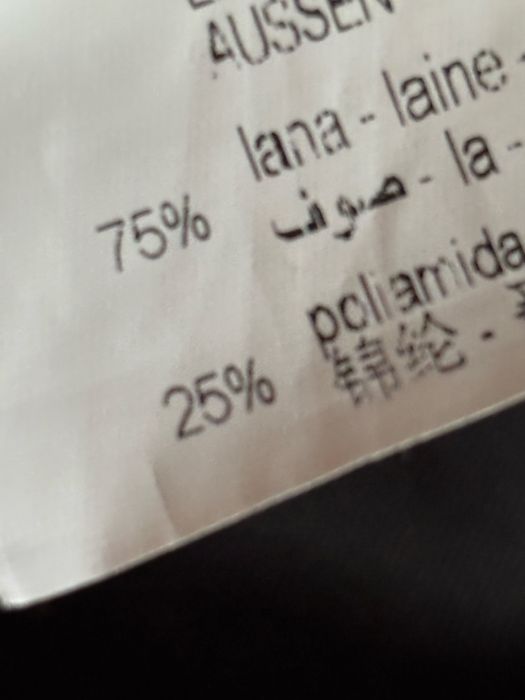 AUSSEN
lana - laine -
75% صوف - la -
poliamida
25% 锦纶 -